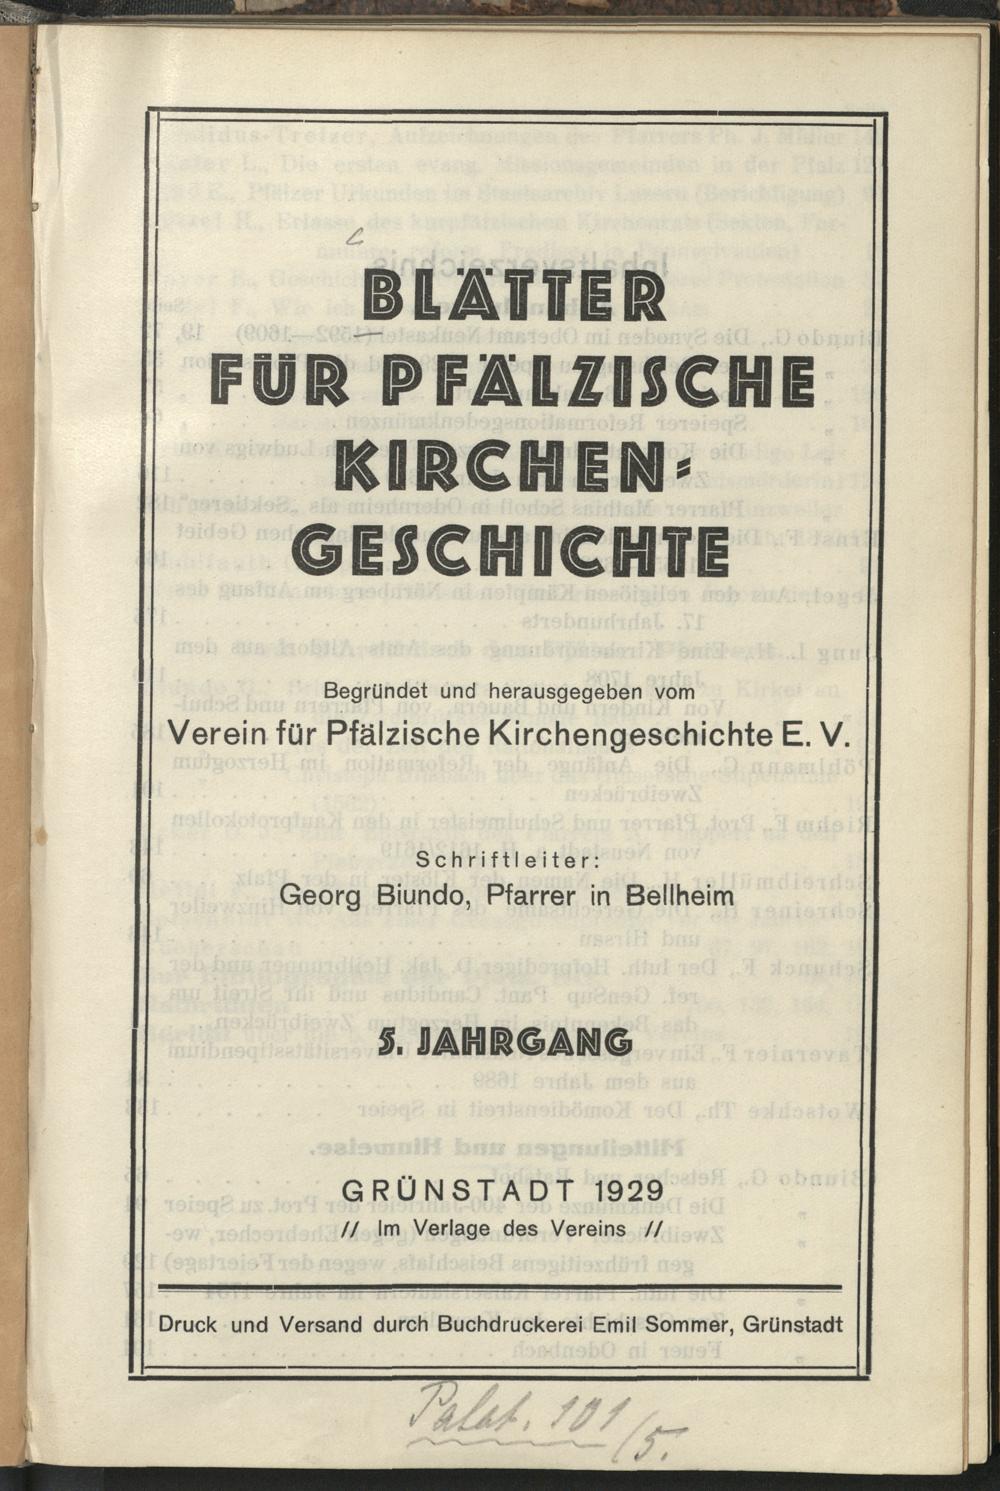 BLÄTTER
FÜR PFÄLZISCHE
KIRCHEN-
GESCHICHTE
Begründet und herausgegeben vom
Verein für Pfälzische Kirchengeschichte E. V.
Schriftleiter:
Georg Biundo, Pfarrer in Bellheim
5. JAHRGANG
GRÜNSTADT 1929
// Im Verlage des Vereins //
Druck und Versand durch Buchdruckerei Emil Sommer, Grünstadt
Palat. 101/5.